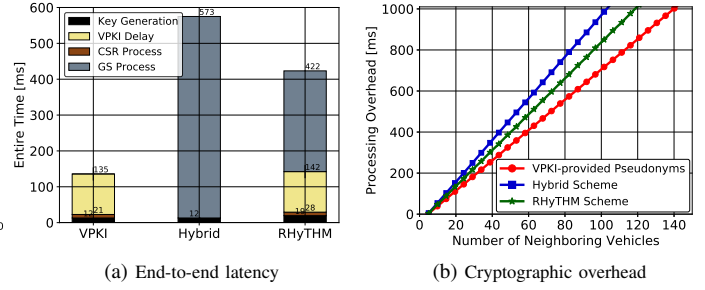 600
500
400
300
200
100
0
Entire Time [ms]
Key Generation
VPKI Delay
CSR Process
GS Process
573
422
135
142
21
12
28
VPKI
Hybrid
RHyTHM
(a) End-to-end latency
1000
800
600
400
200
0
Processing Overhead [ms]
VPKI-provided Pseudonyms
Hybrid Scheme
RHyTHM Scheme
0 20 40 60 80 100 120 140
Number of Neighboring Vehicles
(b) Cryptographic overhead